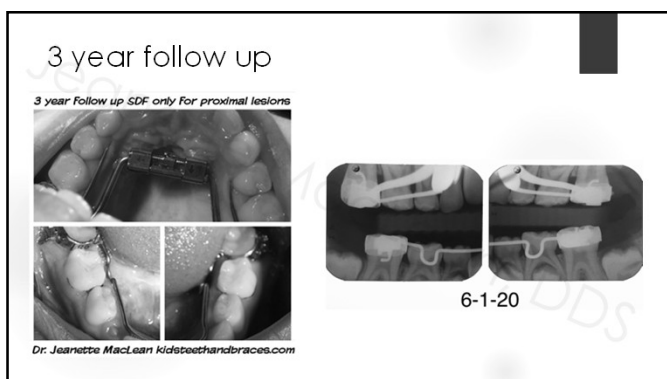 3 year follow up
3 year Follow up SDF only For proximal lesions
6-1-20
Dr. Jeanette MacLean kidsteethandbraces.com